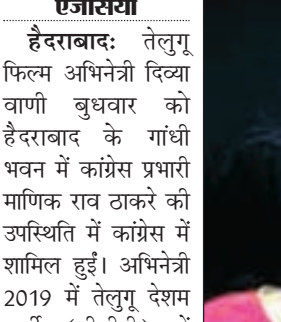 एजेंसियां
हैदराबादः तेलुगू
फिल्म अभिनेत्री दिव्या
वाणी बुधवार को
हैदराबाद के गांधी
भवन में कांग्रेस प्रभारी
माणिक राव ठाकरे की
उपस्थिति में कांग्रेस में
शामिल हुईं। अभिनेत्री
2019 में तेलुगू देशम